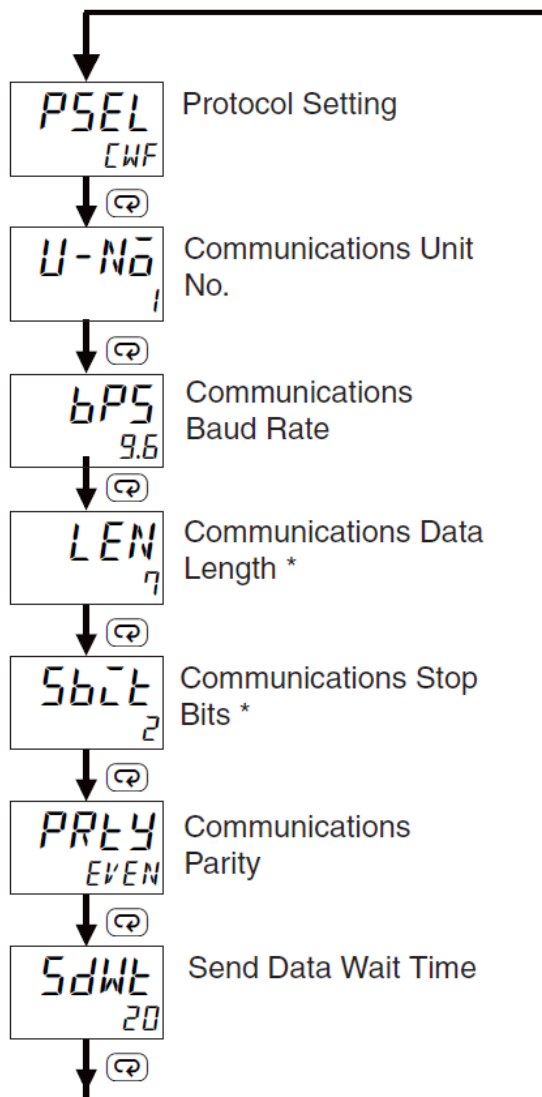 PSEL
CWF
Protocol Setting
U-No
1
Communications Unit
No.
bPS
9.6
Communications
Baud Rate
LEN
7
Communications Data
Length *
Sbit
2
Communications Stop
Bits *
PRtY
EVEN
Communications
Parity
SdWt
20
Send Data Wait Time